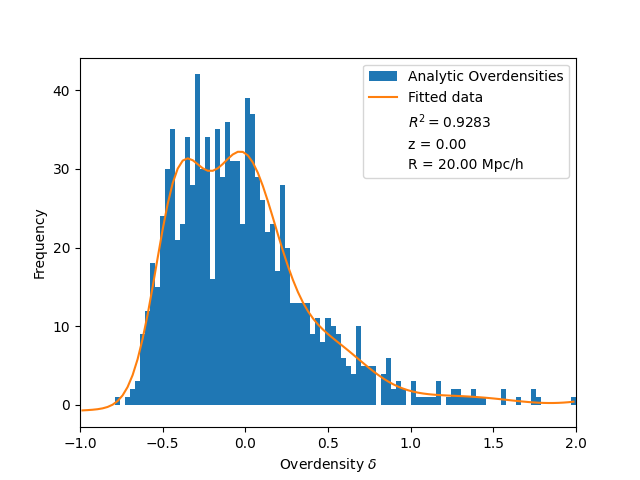 Analytic Overdensities
Fitted data
R² = 0.9283
z = 0.00
R = 20.00 Mpc/h
Frequency
40
30
20
10
0
−1.0 −0.5 0.0 0.5 1.0 1.5 2.0
Overdensity δ